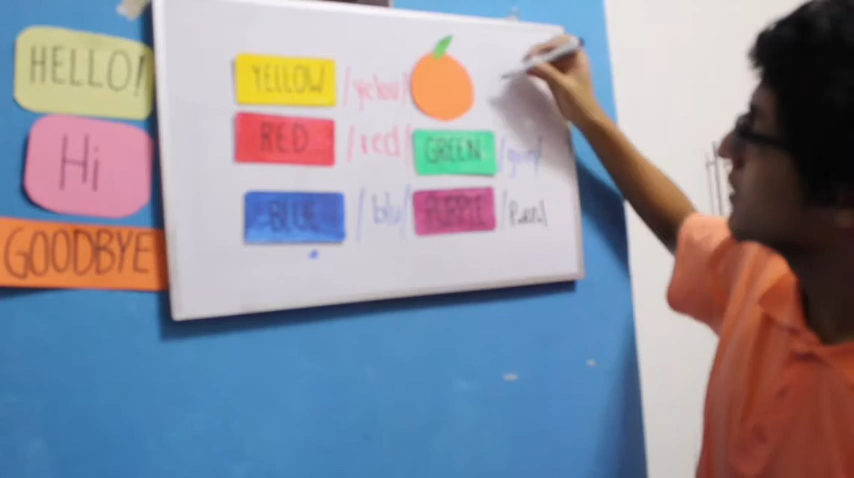 HELLO!
Hi
GOODBYE
YELLOW /yelou/
RED /red/
GREEN
BLUE /blu/
PURPLE